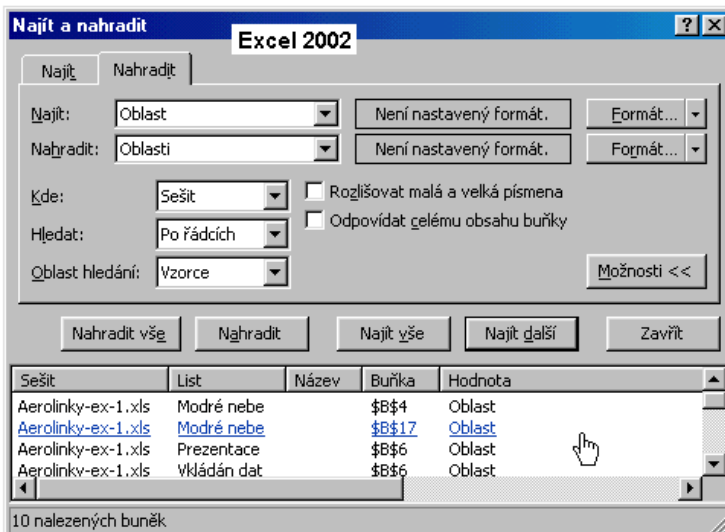 Najít a nahradit
Excel 2002
Najít Nahradit
Najít: Oblast Není nastavený formát. Formát...
Nahradit: Oblasti Není nastavený formát. Formát...
Kde: Sešit Rozlišovat malá a velká písmena
Hledat: Po řádcích Odpovídat celému obsahu buňky
Oblast hledání: Vzorce Možnosti <<
Nahradit vše Nahradit Najít vše Najít další Zavřít
Sešit List Název Buňka Hodnota
Aerolinky-ex-1.xls Modré nebe $B$4 Oblast
Aerolinky-ex-1.xls Modré nebe $B$17 Oblast
Aerolinky-ex-1.xls Prezentace $B$6 Oblast
Aerolinky-ex-1.xls Vkládán dat $B$6 Oblast
10 nalezených buněk